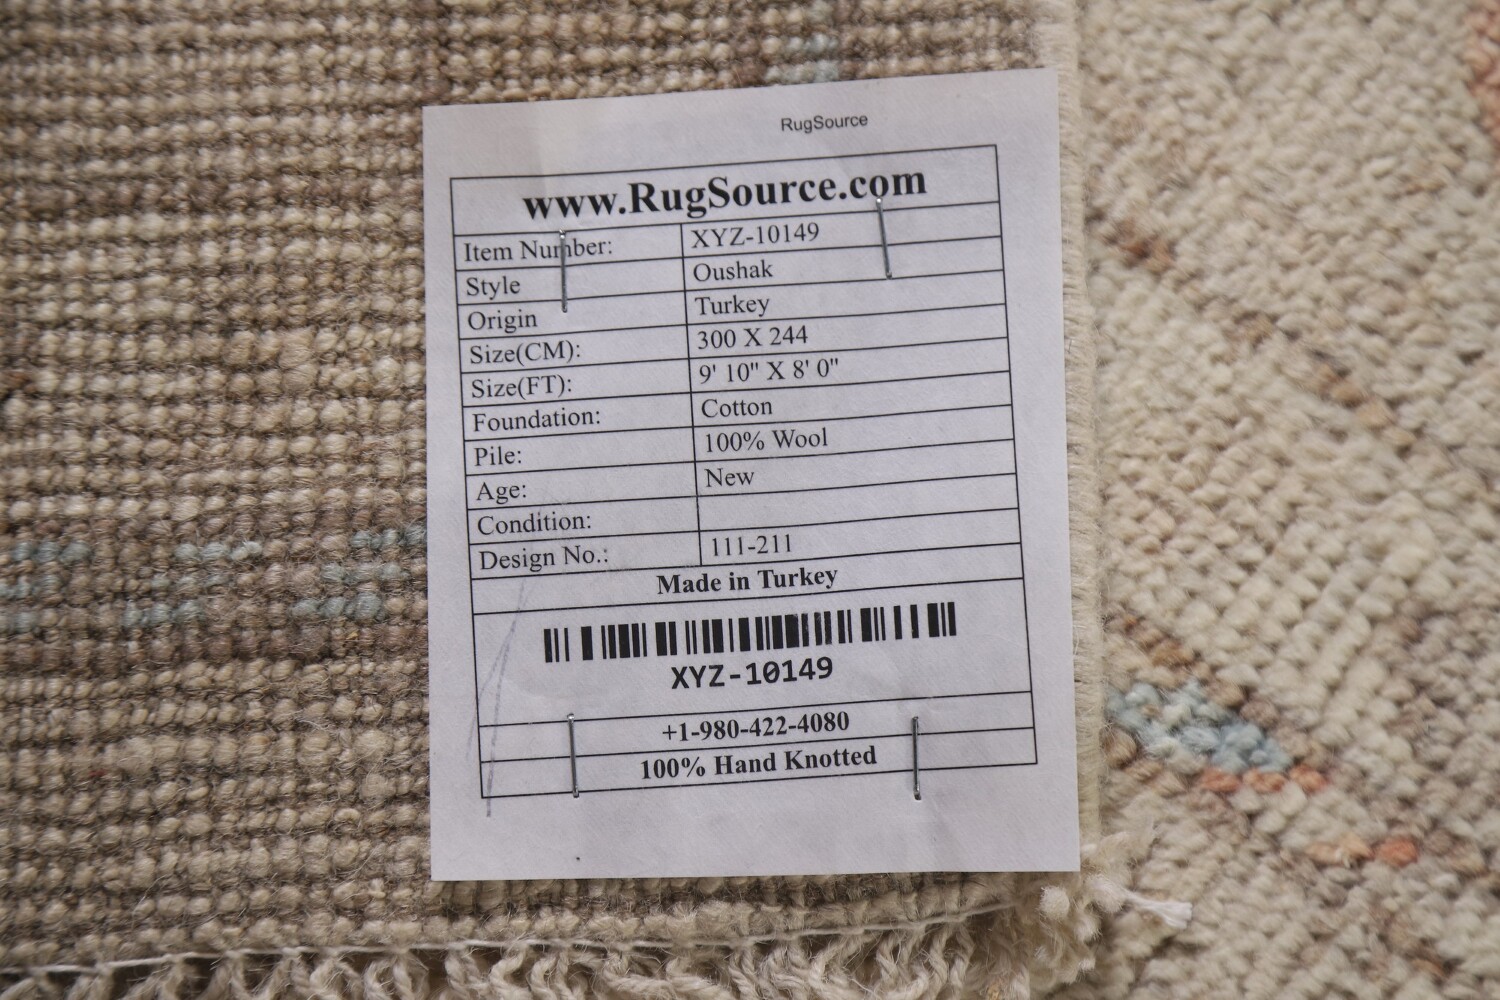 RugSource
www.RugSource.com
Item Number: XYZ-10149
Style Oushak
Origin Turkey
Size(CM): 300 X 244
Size(FT): 9' 10" X 8' 0"
Foundation: Cotton
Pile: 100% Wool
Age: New
Condition:
Design No.: 111-211
Made in Turkey
XYZ-10149
+1-980-422-4080
100% Hand Knotted